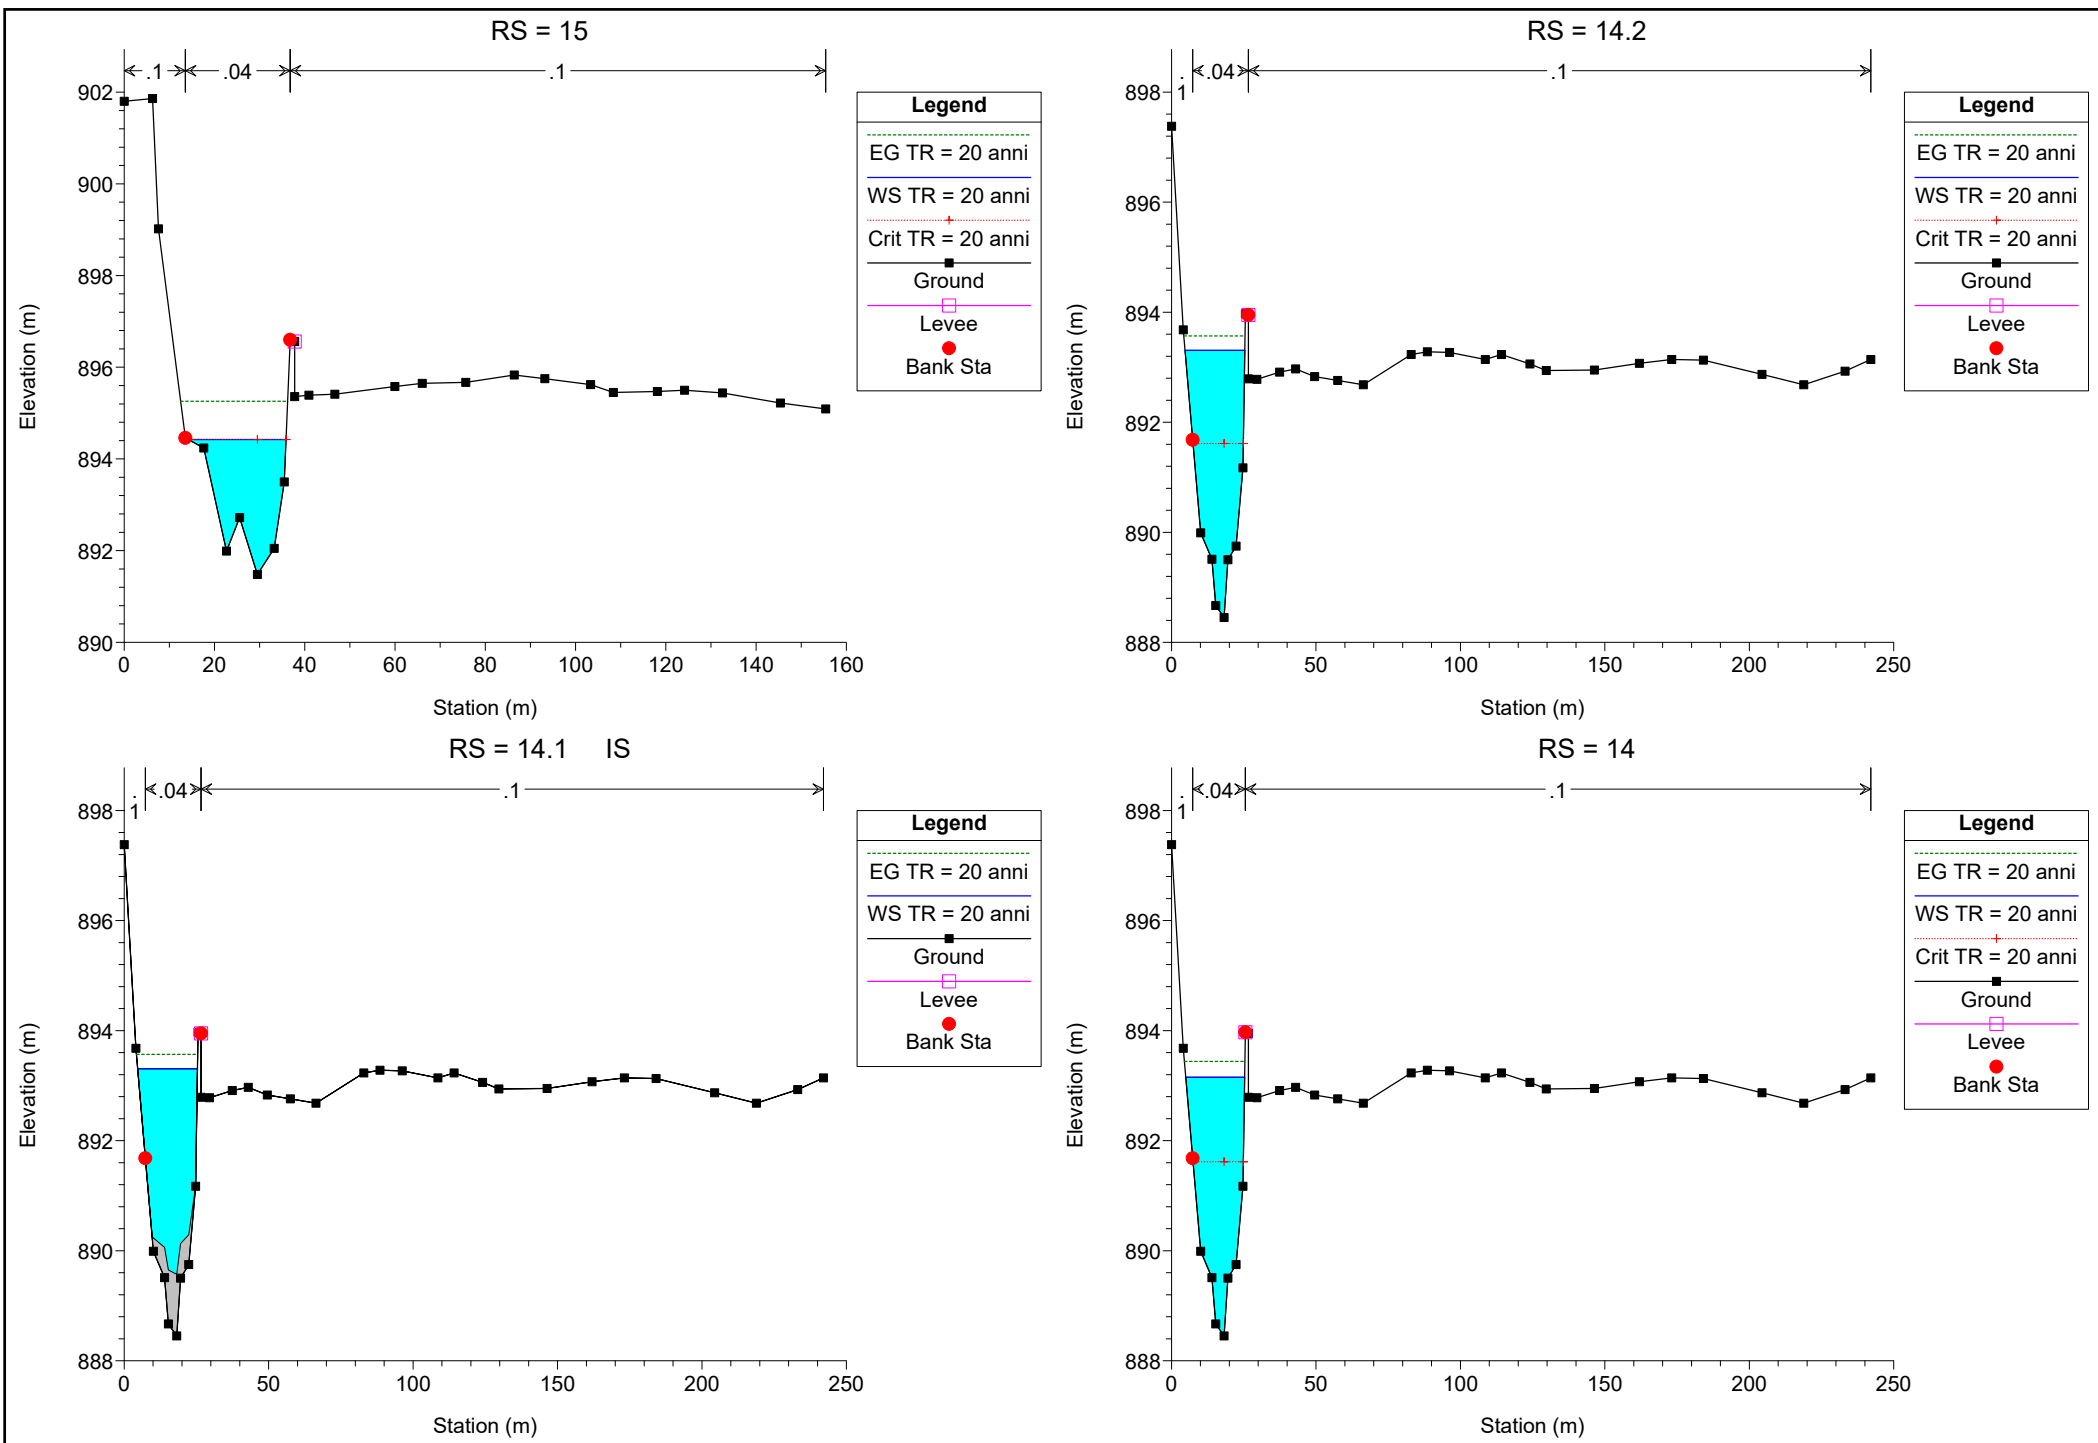 RS = 15
.1 .04 .1
902
900
898
896
894
892
890
0 20 40 60 80 100 120 140 160
Station (m)
Elevation (m)
Legend
EG TR = 20 anni
WS TR = 20 anni
Crit TR = 20 anni
Ground
Levee
Bank Sta
RS = 14.2
.1 .04 .1
898
896
894
892
890
888
0 50 100 150 200 250
Station (m)
Elevation (m)
Legend
EG TR = 20 anni
WS TR = 20 anni
Crit TR = 20 anni
Ground
Levee
Bank Sta
RS = 14.1 IS
.1 .04 .1
898
896
894
892
890
888
0 50 100 150 200 250
Station (m)
Elevation (m)
Legend
EG TR = 20 anni
WS TR = 20 anni
Ground
Levee
Bank Sta
RS = 14
.1 .04 .1
898
896
894
892
890
888
0 50 100 150 200 250
Station (m)
Elevation (m)
Legend
EG TR = 20 anni
WS TR = 20 anni
Crit TR = 20 anni
Ground
Levee
Bank Sta